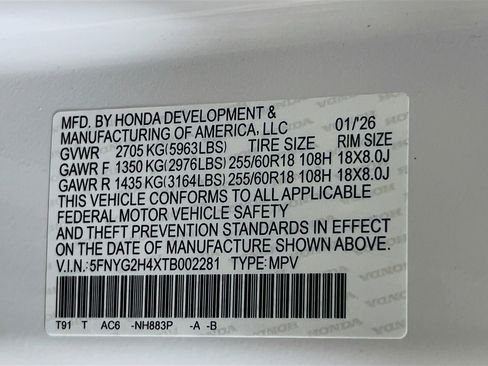 MFD. BY HONDA DEVELOPMENT &
MANUFACTURING OF AMERICA, LLC 01/'26
GVWR 2705 KG(5963LBS) TIRE SIZE RIM SIZE
GAWR F 1350 KG(2976LBS) 255/60R18 108H 18X8.0J
GAWR R 1435 KG(3164LBS) 255/60R18 108H 18X8.0J
THIS VEHICLE CONFORMS TO ALL APPLICABLE
FEDERAL MOTOR VEHICLE SAFETY
AND THEFT PREVENTION STANDARDS IN EFFECT
ON THE DATE OF MANUFACTURE SHOWN ABOVE.
V.I.N.: 5FNYG2H4XTB002281 TYPE: MPV
T91 T AC6 -NH883P -A -B